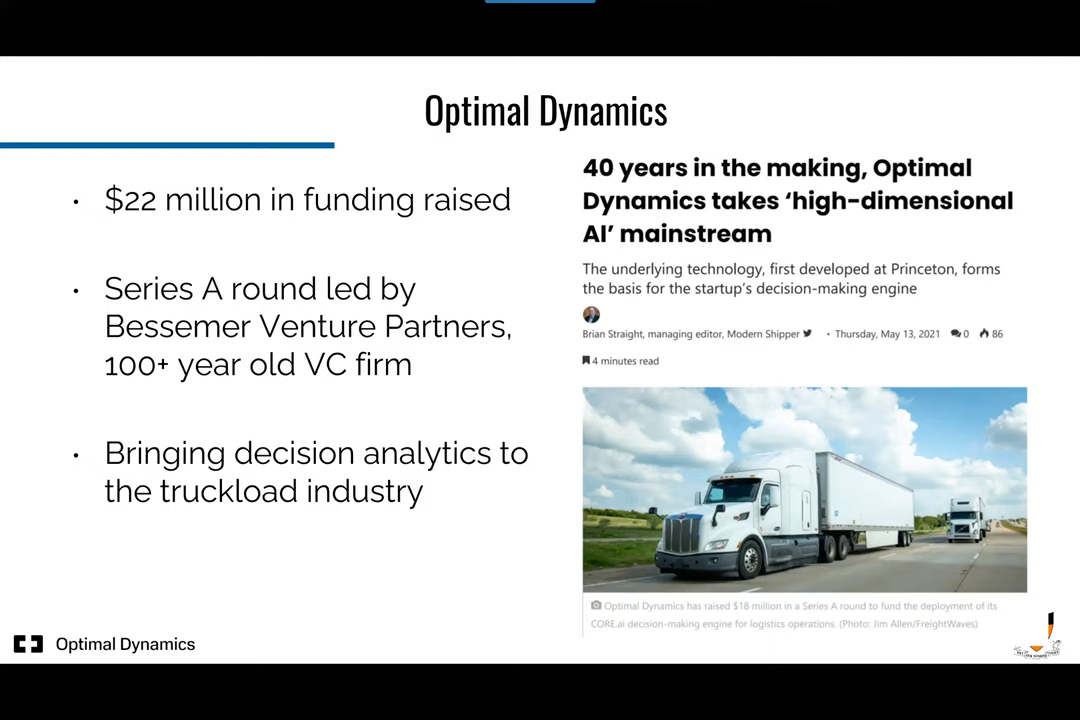 Optimal Dynamics
• $22 million in funding raised
• Series A round led by
Bessemer Venture Partners,
100+ year old VC firm
• Bringing decision analytics to
the truckload industry
40 years in the making, Optimal
Dynamics takes ‘high-dimensional
AI’ mainstream
The underlying technology, first developed at Princeton, forms
the basis for the startup’s decision-making engine
Brian Straight, managing editor, Modern Shipper • Thursday, May 13, 2021 0 86
4 minutes read
Optimal Dynamics has raised $18 million in a Series A round to fund the deployment of its
CORE.ai decision-making engine for logistics operations. (Photo: Jim Allen/FreightWaves)
Optimal Dynamics